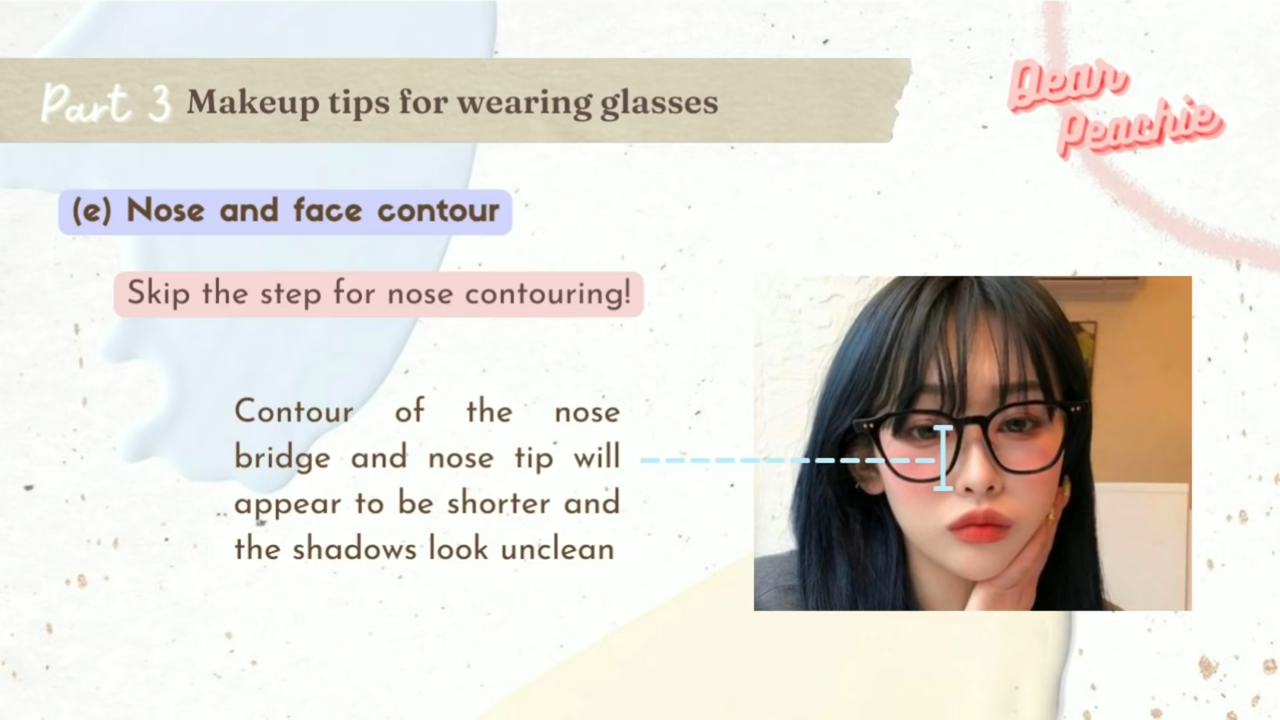 Part 3 Makeup tips for wearing glasses
Dear
Peachie
(e) Nose and face contour
Skip the step for nose contouring!
Contour of the nose
bridge and nose tip will
appear to be shorter and
the shadows look unclean